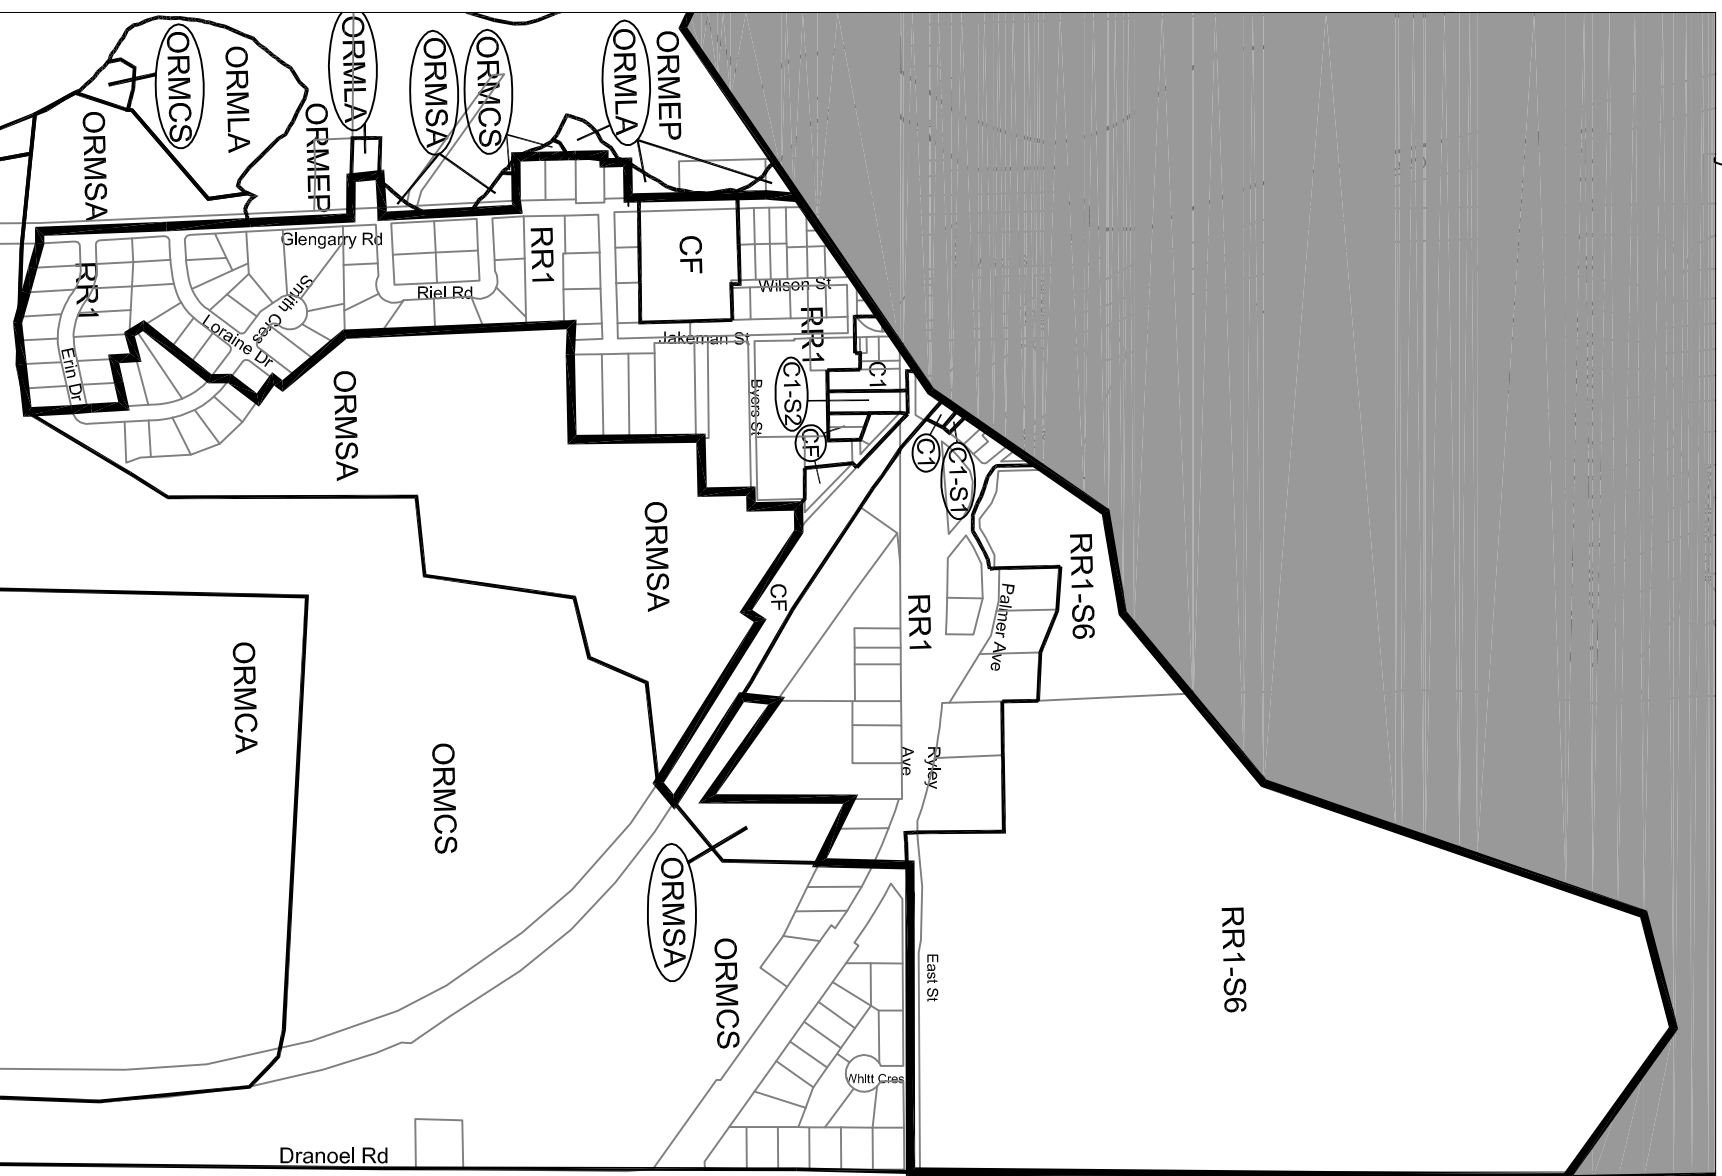 ORMCS
ORMLA
ORMLA
ORMSA
ORMCS
ORMLA
ORMEP
ORMSA
ORMEP
Glengarry Rd
RR1
CF
RR1
Smith Cres
Riel Rd
Wilson St
Loraine Dr
Jakeman St
RR1
Erin Dr
ORMSA
Byers St
C1-S2
C1
CF
C1
C1-S1
ORMSA
CF
RR1
Palmer Ave
RR1-S6
ORMCA
ORMCS
Ryley
Ave
ORMSA
ORMCS
East St
RR1-S6
Whitt Cres
Dranoel Rd